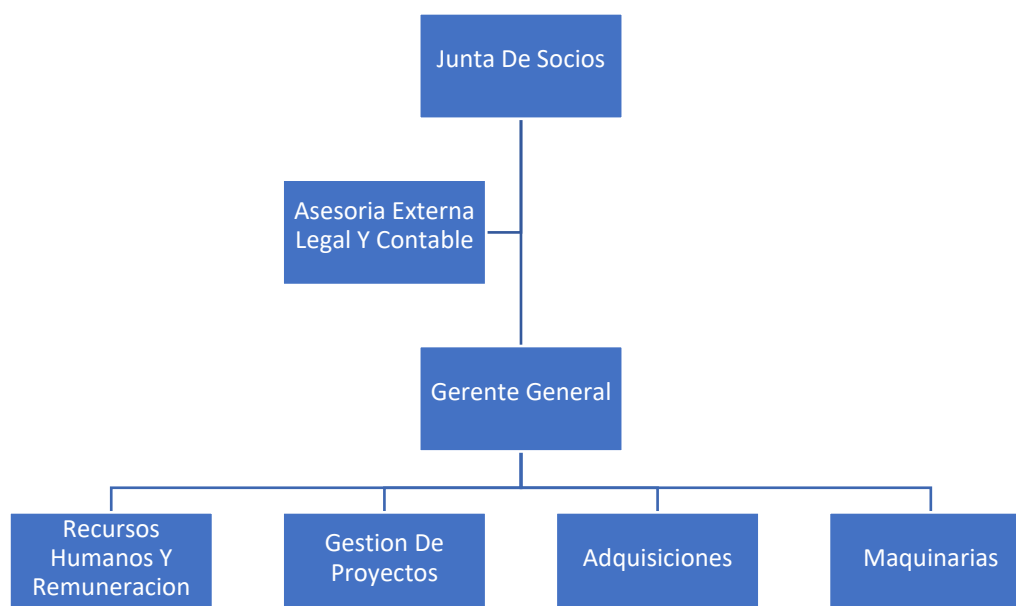 Junta De Socios
Asesoria Externa
Legal Y Contable
Gerente General
Recursos
Humanos Y
Remuneracion
Gestion De
Proyectos
Adquisiciones
Maquinarias